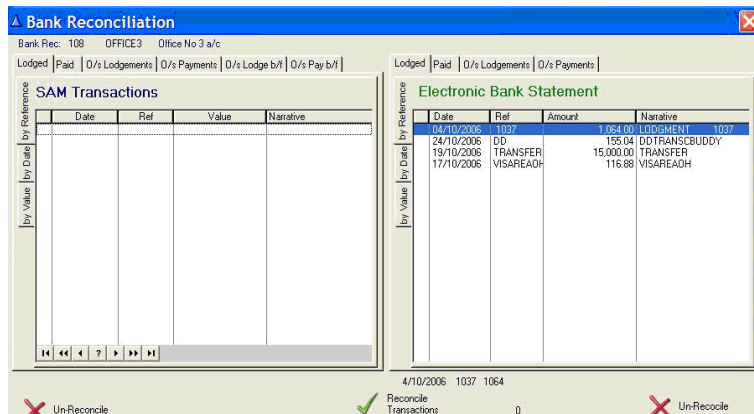 Bank Reconciliation
Bank Rec: 108 OFFICE3 Office No 3 a/c
Lodged Paid O/s Lodgements O/s Payments O/s Lodge b/f O/s Pay b/f
Lodged Paid O/s Lodgements O/s Payments
by Reference
by Date
by Value
SAM Transactions
Date Ref Value Narrative
by Reference
by Date
by Value
Electronic Bank Statement
Date Ref Amount Narrative
04/10/2006 1037 1,064.00 LODGMENT 1037
24/10/2006 DD 155.04 DDTRANSCBUDDY
19/10/2006 TRANSFER 15,000.00 TRANSFER
17/10/2006 VISAREAOH 116.88 VISAREAOH
?
4/10/2006 1037 1064
Un-Reconcile
Reconcile
Transactions 0
Un-Recocile